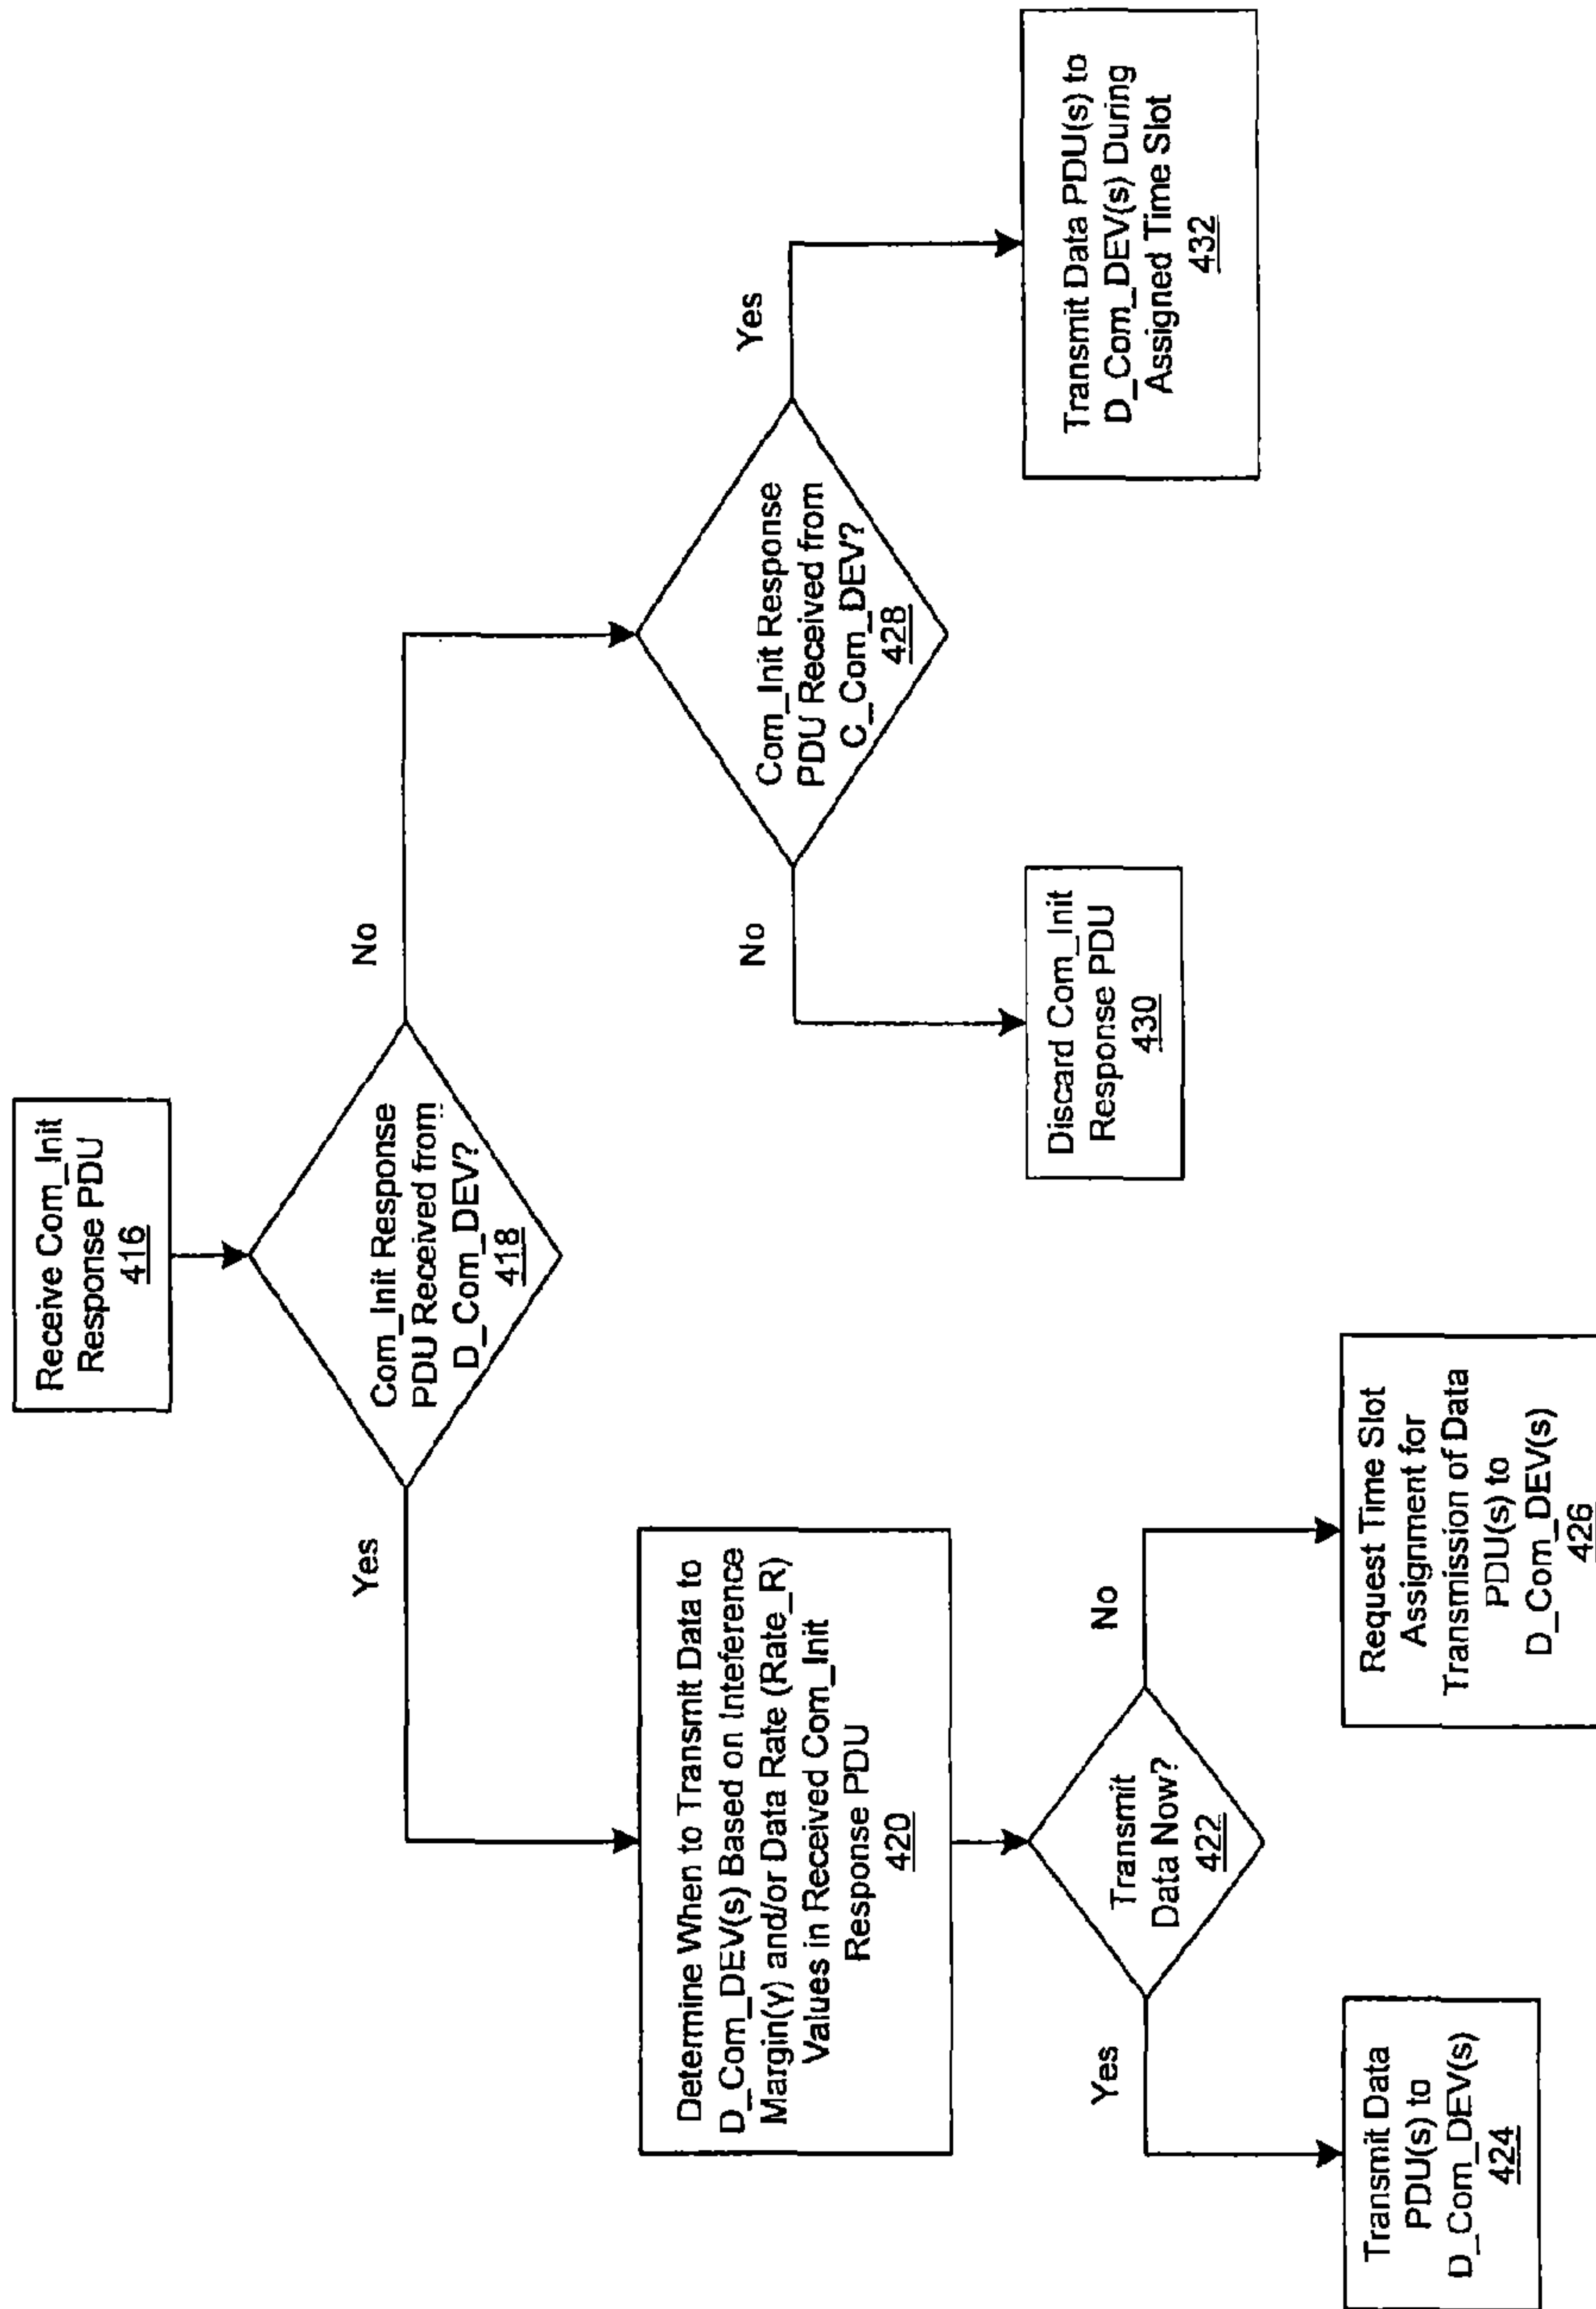 Receive Com_Init
Response PDU
416
Com_Init Response
PDU Received from
D_Com_DEV?
418
Yes
No
Determine When to Transmit Data to
D_Com_DEV(s) Based on Inteference
Margin(γ) and/or Data Rate (Rate_R)
Values in Received Com_Init
Response PDU
420
Transmit
Data Now?
422
Yes
No
Transmit Data
PDU(s) to
D_Com_DEV(s)
424
Request Time Slot
Assignment for
Transmission of Data
PDU(s) to
D_Com_DEV(s)
426
Com_Init Response
PDU Received from
C_Com_DEV?
428
No
Yes
Discard Com_Init
Response PDU
430
Transmit Data PDU(s) to
D_Com_DEV(s) During
Assigned Time Slot
432